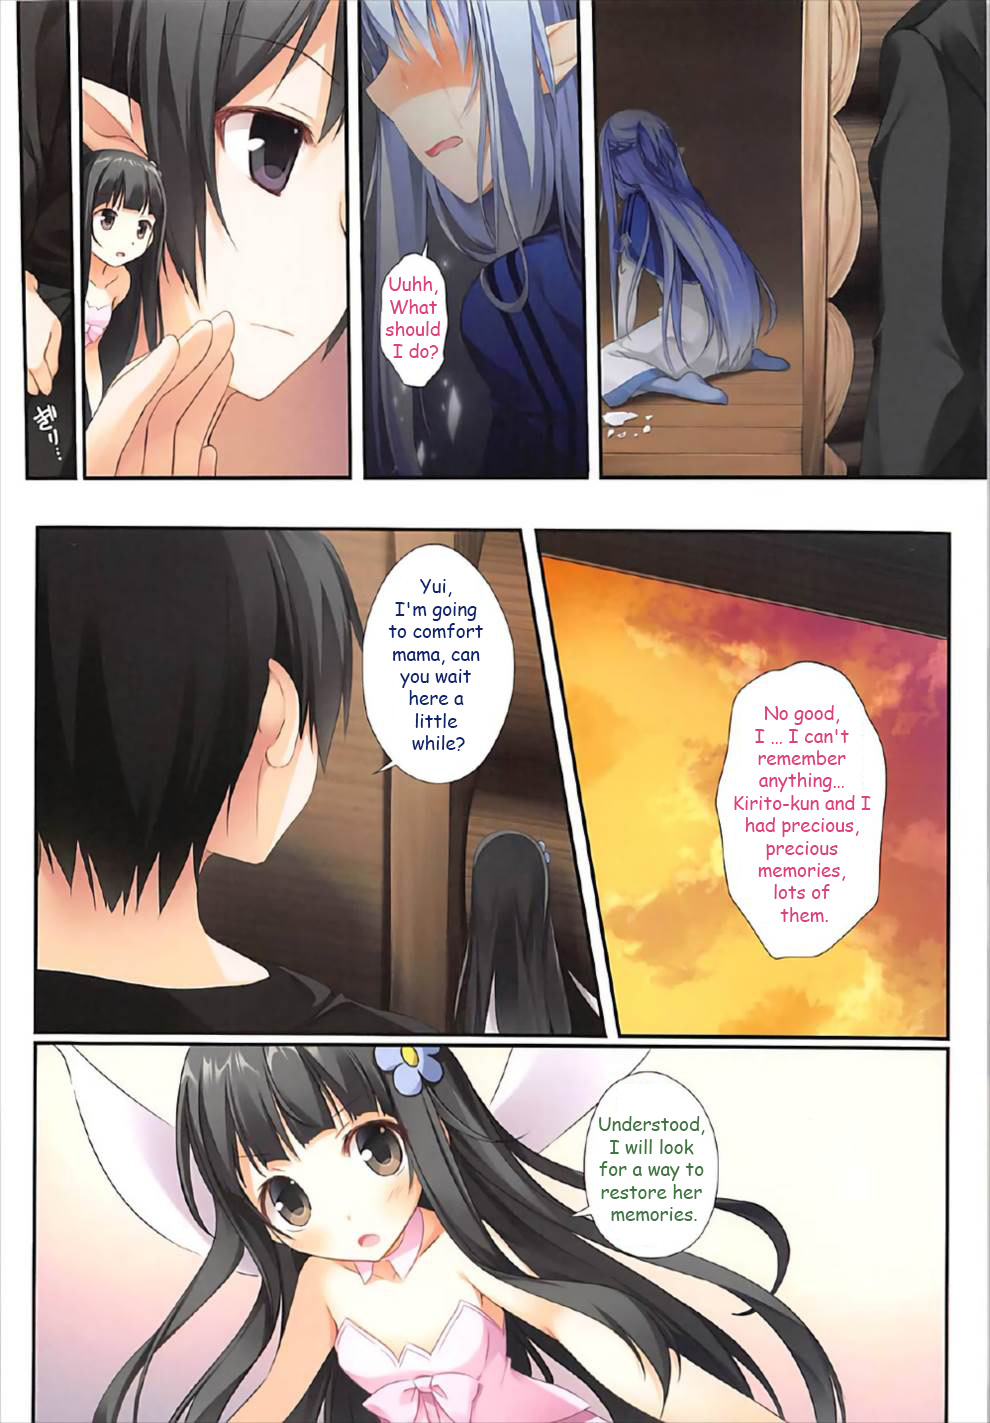 Uuhh,
What
should
I do?
ぎり…
No good,
I ... I can't
remember
anything...
Kirito-kun and I
had precious,
precious
memories,
lots of
them.
Yui,
I'm going
to comfort
mama, can
you wait
here a
little
while?
Understood,
I will look
for a way to
restore her
memories.